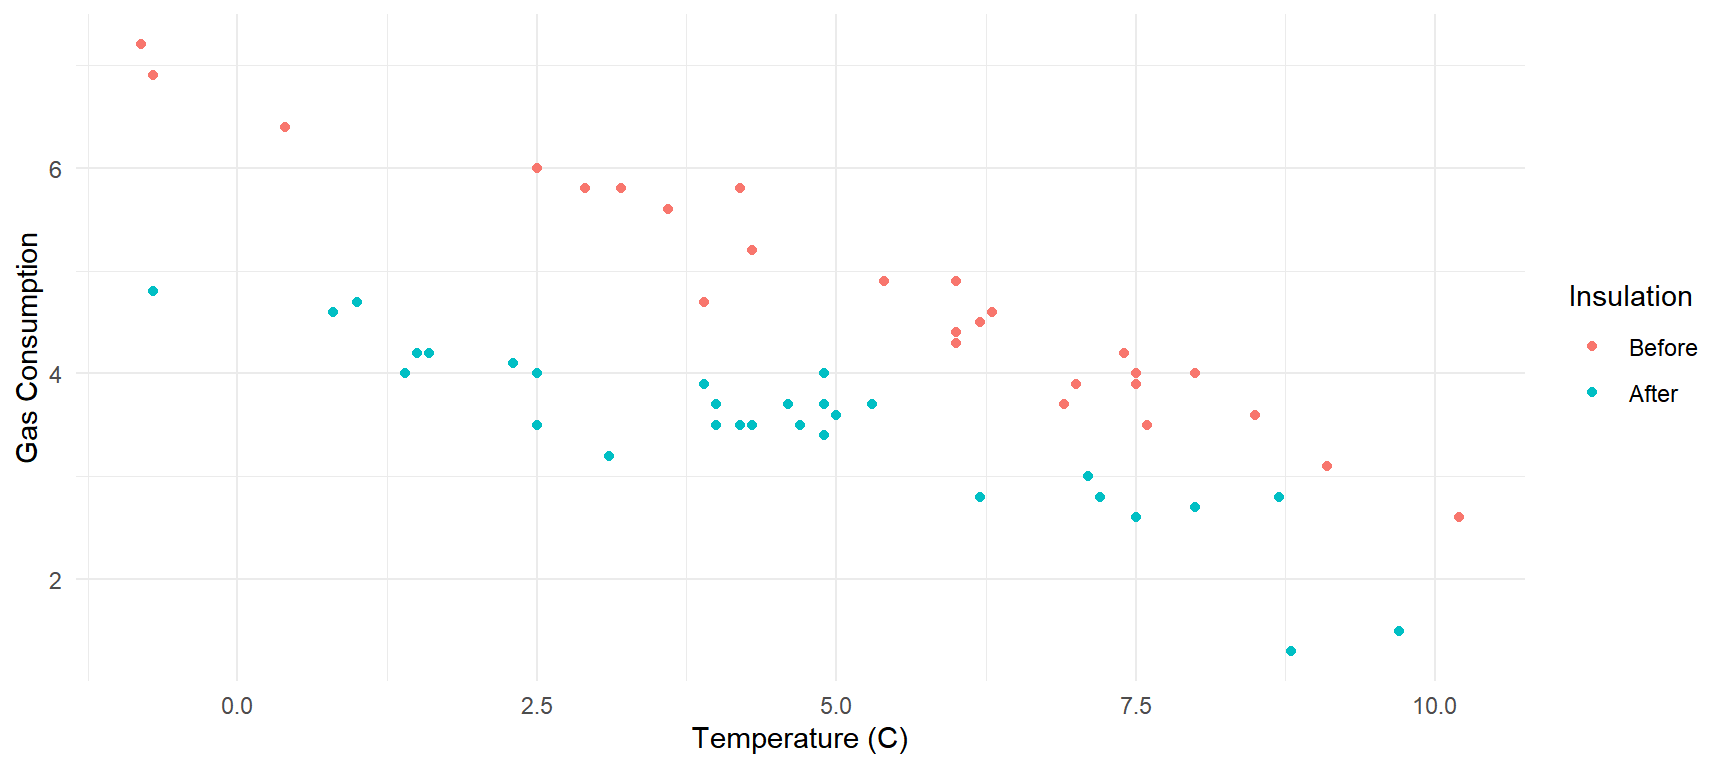 6
4
2
Gas Consumption
0.0 2.5 5.0 7.5 10.0
Temperature (C)
Insulation
Before
After